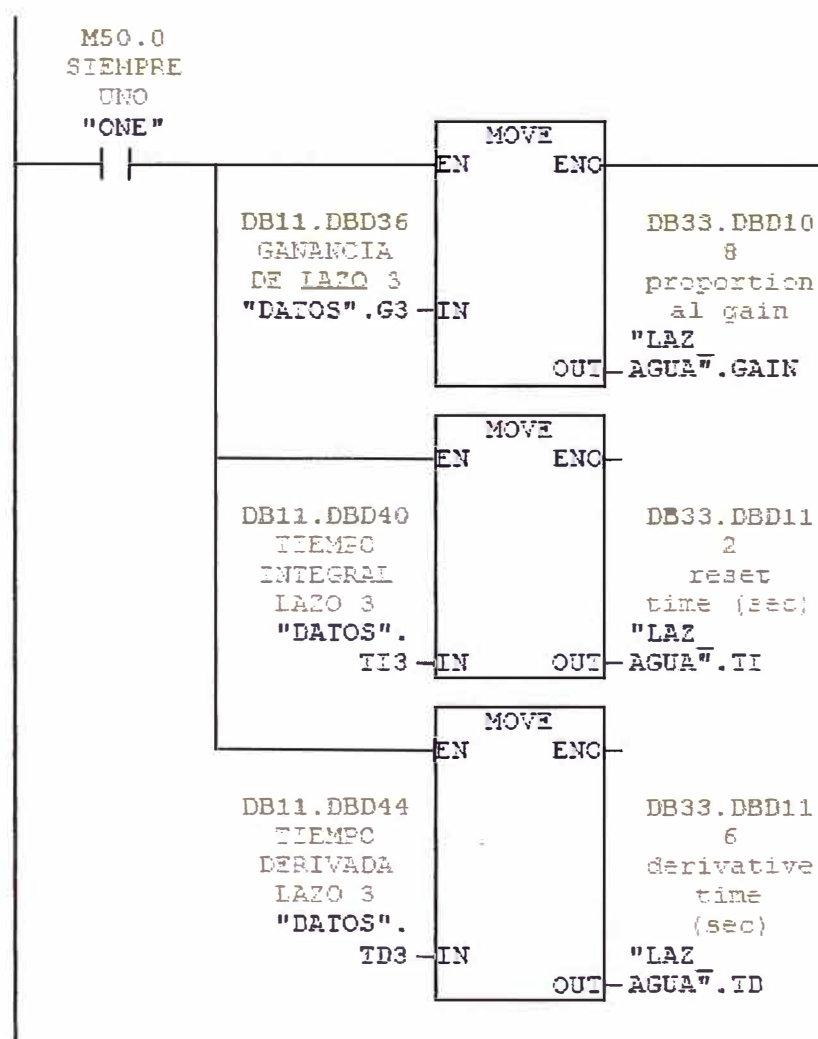 M50.0
SIEMPRE
UNO
"ONE"
MOVE
EN ENO
DB11.DBD36
GANANCIA
DE LAZO 3
"DATOS".G3
IN
DB33.DBD10
8
proportion
al gain
"LAZ_
OUT
AGUA".GAIN
MOVE
EN ENO
DB11.DBD40
TIEMPO
INTEGRAL
LAZO 3
"DATOS".
TI3
IN
DB33.DBD11
2
reset
time (sec)
"LAZ_
OUT
AGUA".TI
MOVE
EN ENO
DB11.DBD44
TIEMPO
DERIVADA
LAZO 3
"DATOS".
TD3
IN
DB33.DBD11
6
derivative
time
(sec)
"LAZ_
OUT
AGUA".TD